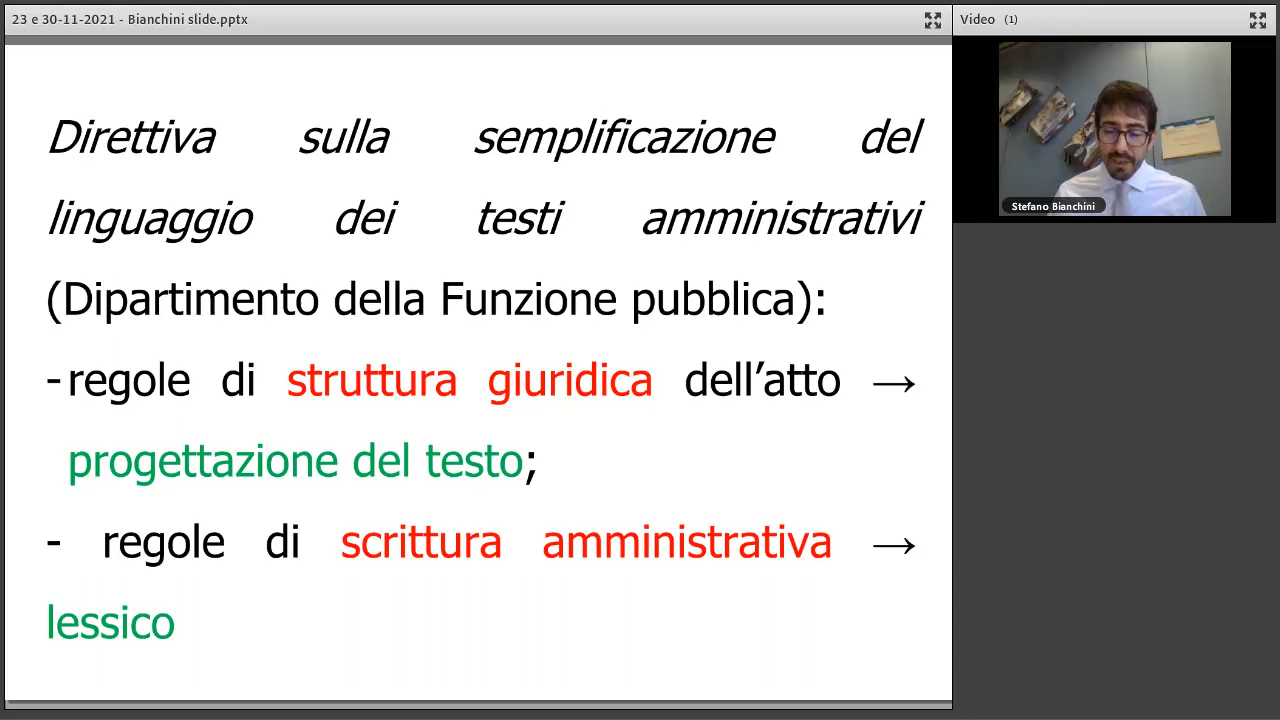 23 e 30-11-2021 - Bianchini slide.pptx
Video (1)
Direttiva sulla semplificazione del
linguaggio dei testi amministrativi
(Dipartimento della Funzione pubblica):
- regole di struttura giuridica dell’atto →
progettazione del testo;
- regole di scrittura amministrativa →
lessico
Stefano Bianchini